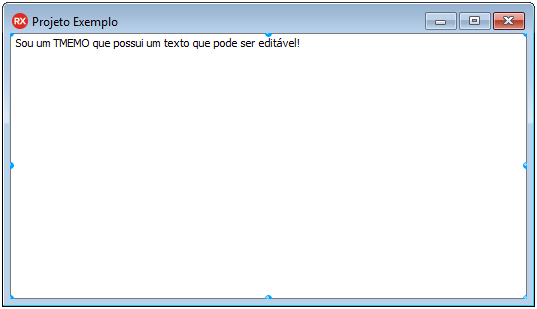 RX Projeto Exemplo
Sou um TMEMO que possui um texto que pode ser editável!